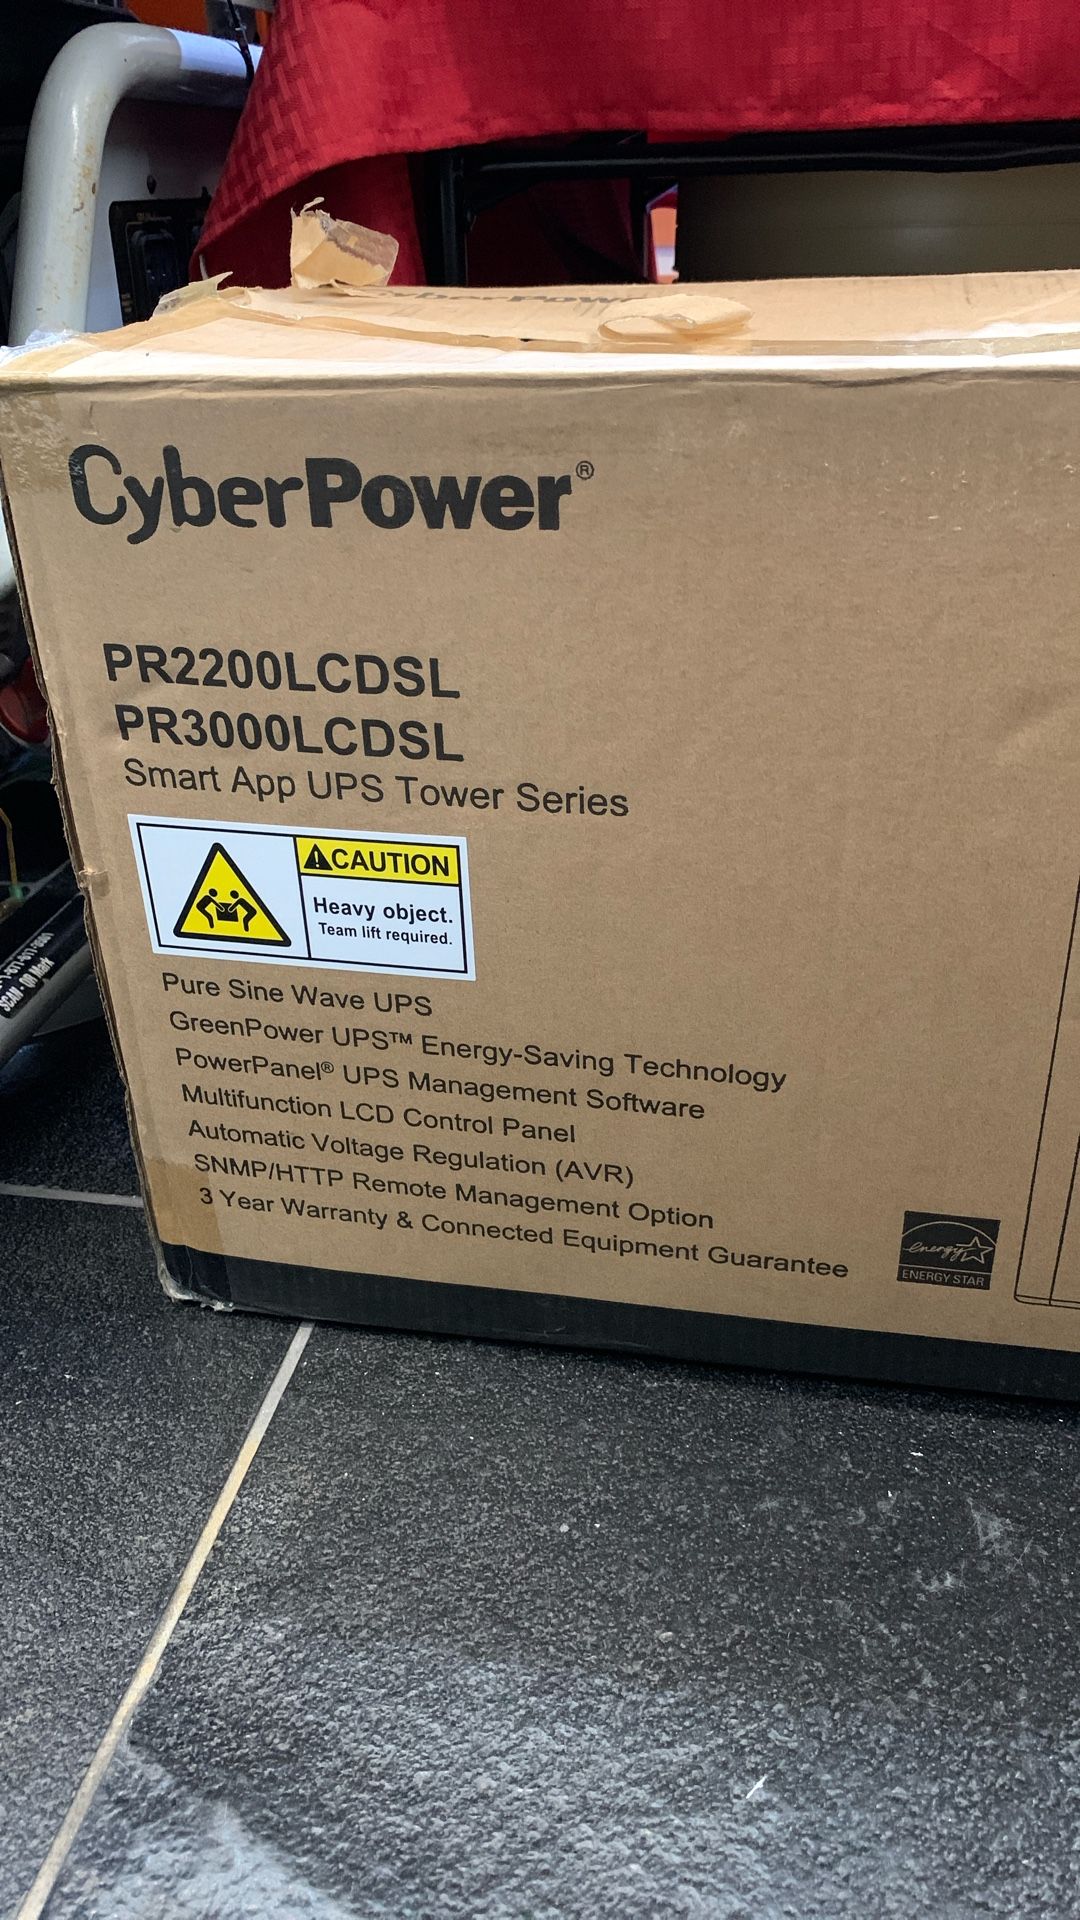 CyberPower
CyberPower®
PR2200LCDSL
PR3000LCDSL
Smart App UPS Tower Series
CAUTION
Heavy object.
Team lift required.
Pure Sine Wave UPS
GreenPower UPS™ Energy-Saving Technology
PowerPanel® UPS Management Software
Multifunction LCD Control Panel
Automatic Voltage Regulation (AVR)
SNMP/HTTP Remote Management Option
3 Year Warranty & Connected Equipment Guarantee
energy
ENERGY STAR